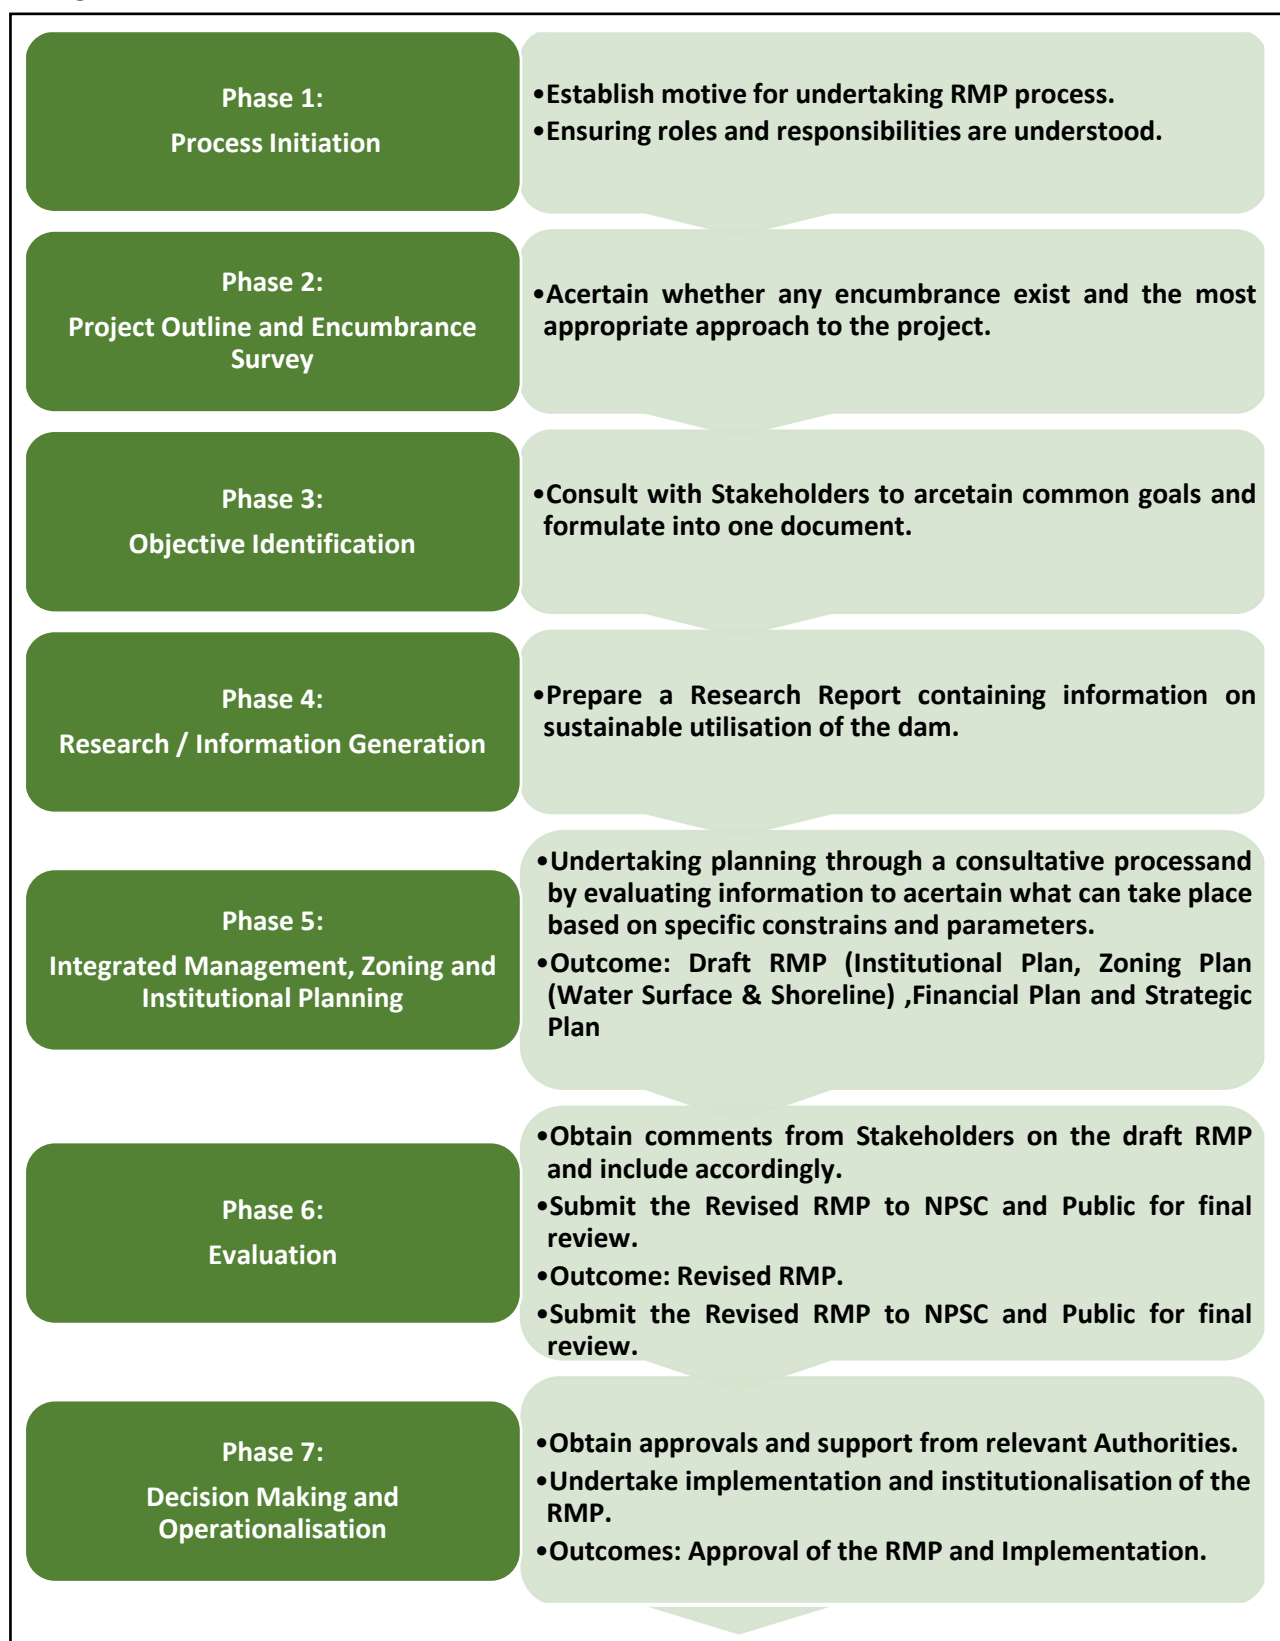 Phase 1:
Process Initiation
•Establish motive for undertaking RMP process.
•Ensuring roles and responsibilities are understood.
Phase 2:
Project Outline and Encumbrance
Survey
•Acertain whether any encumbrance exist and the most
appropriate approach to the project.
Phase 3:
Objective Identification
•Consult with Stakeholders to arcetain common goals and
formulate into one document.
Phase 4:
Research / Information Generation
•Prepare a Research Report containing information on
sustainable utilisation of the dam.
Phase 5:
Integrated Management, Zoning and
Institutional Planning
•Undertaking planning through a consultative processand
by evaluating information to acertain what can take place
based on specific constrains and parameters.
•Outcome: Draft RMP (Institutional Plan, Zoning Plan
(Water Surface & Shoreline) ,Financial Plan and Strategic
Plan
Phase 6:
Evaluation
•Obtain comments from Stakeholders on the draft RMP
and include accordingly.
•Submit the Revised RMP to NPSC and Public for final
review.
•Outcome: Revised RMP.
•Submit the Revised RMP to NPSC and Public for final
review.
Phase 7:
Decision Making and
Operationalisation
•Obtain approvals and support from relevant Authorities.
•Undertake implementation and institutionalisation of the
RMP.
•Outcomes: Approval of the RMP and Implementation.